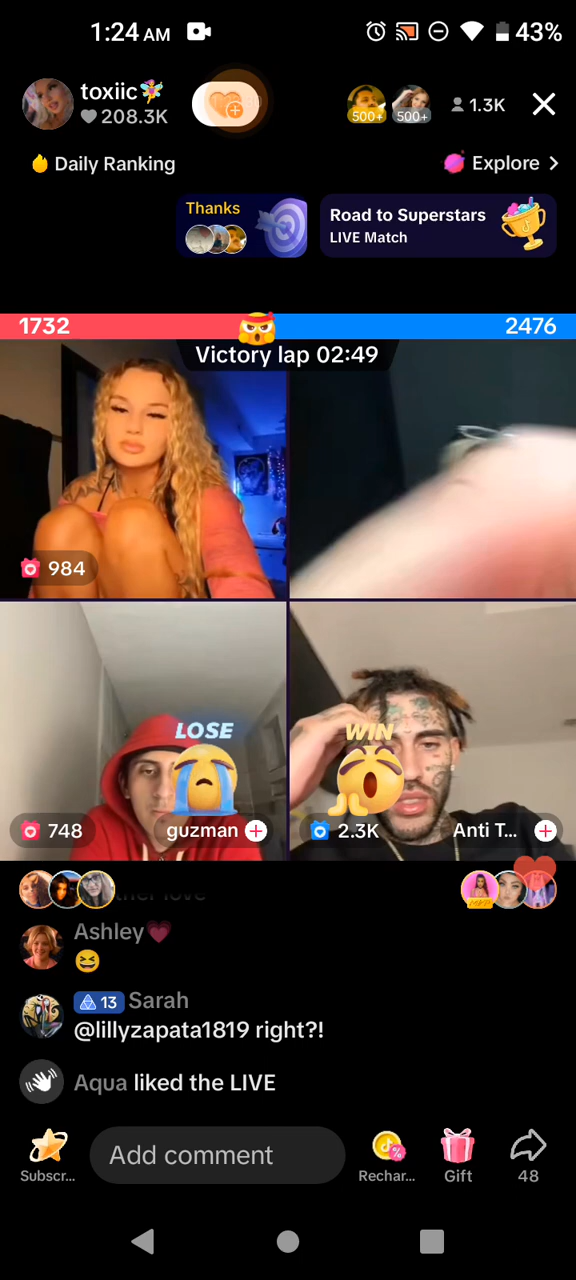 1:24 AM
43%
toxiic
208.3K
500+
500+
1.3K
Daily Ranking
Explore
Thanks
Road to Superstars
LIVE Match
1732
2476
Victory lap 02:49
984
LOSE
WIN
748
guzman
2.3K
Anti T...
love
Ashley
13 Sarah
@lillyzapata1819 right?!
Aqua liked the LIVE
Add comment
Subscr...
Rechar...
Gift
48